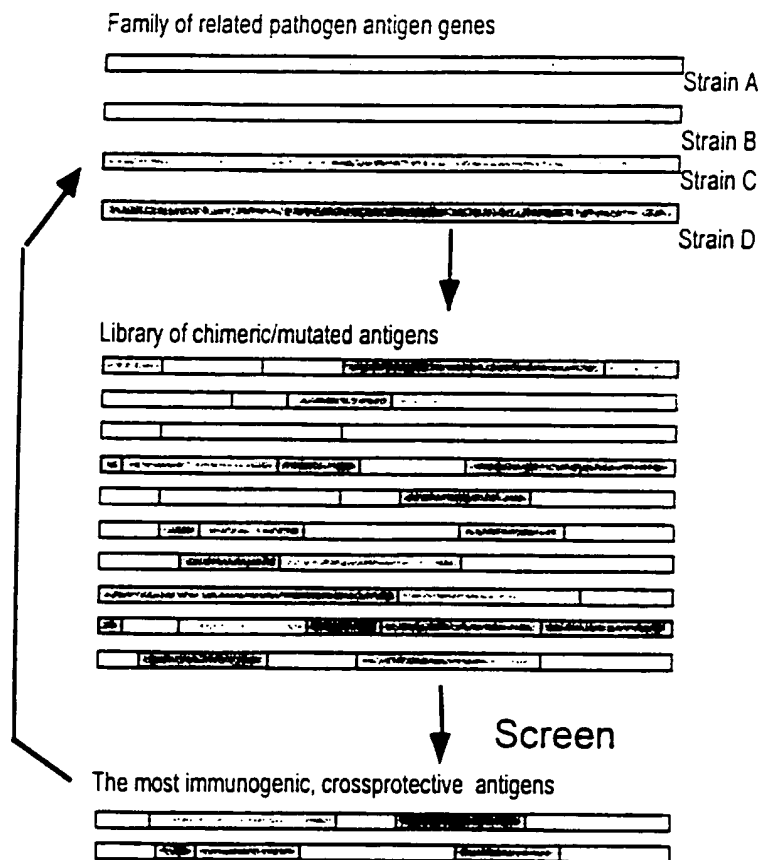 Family of related pathogen antigen genes
Strain A
Strain B
Strain C
Strain D
Library of chimeric/mutated antigens
Screen
The most immunogenic, crossprotective antigens